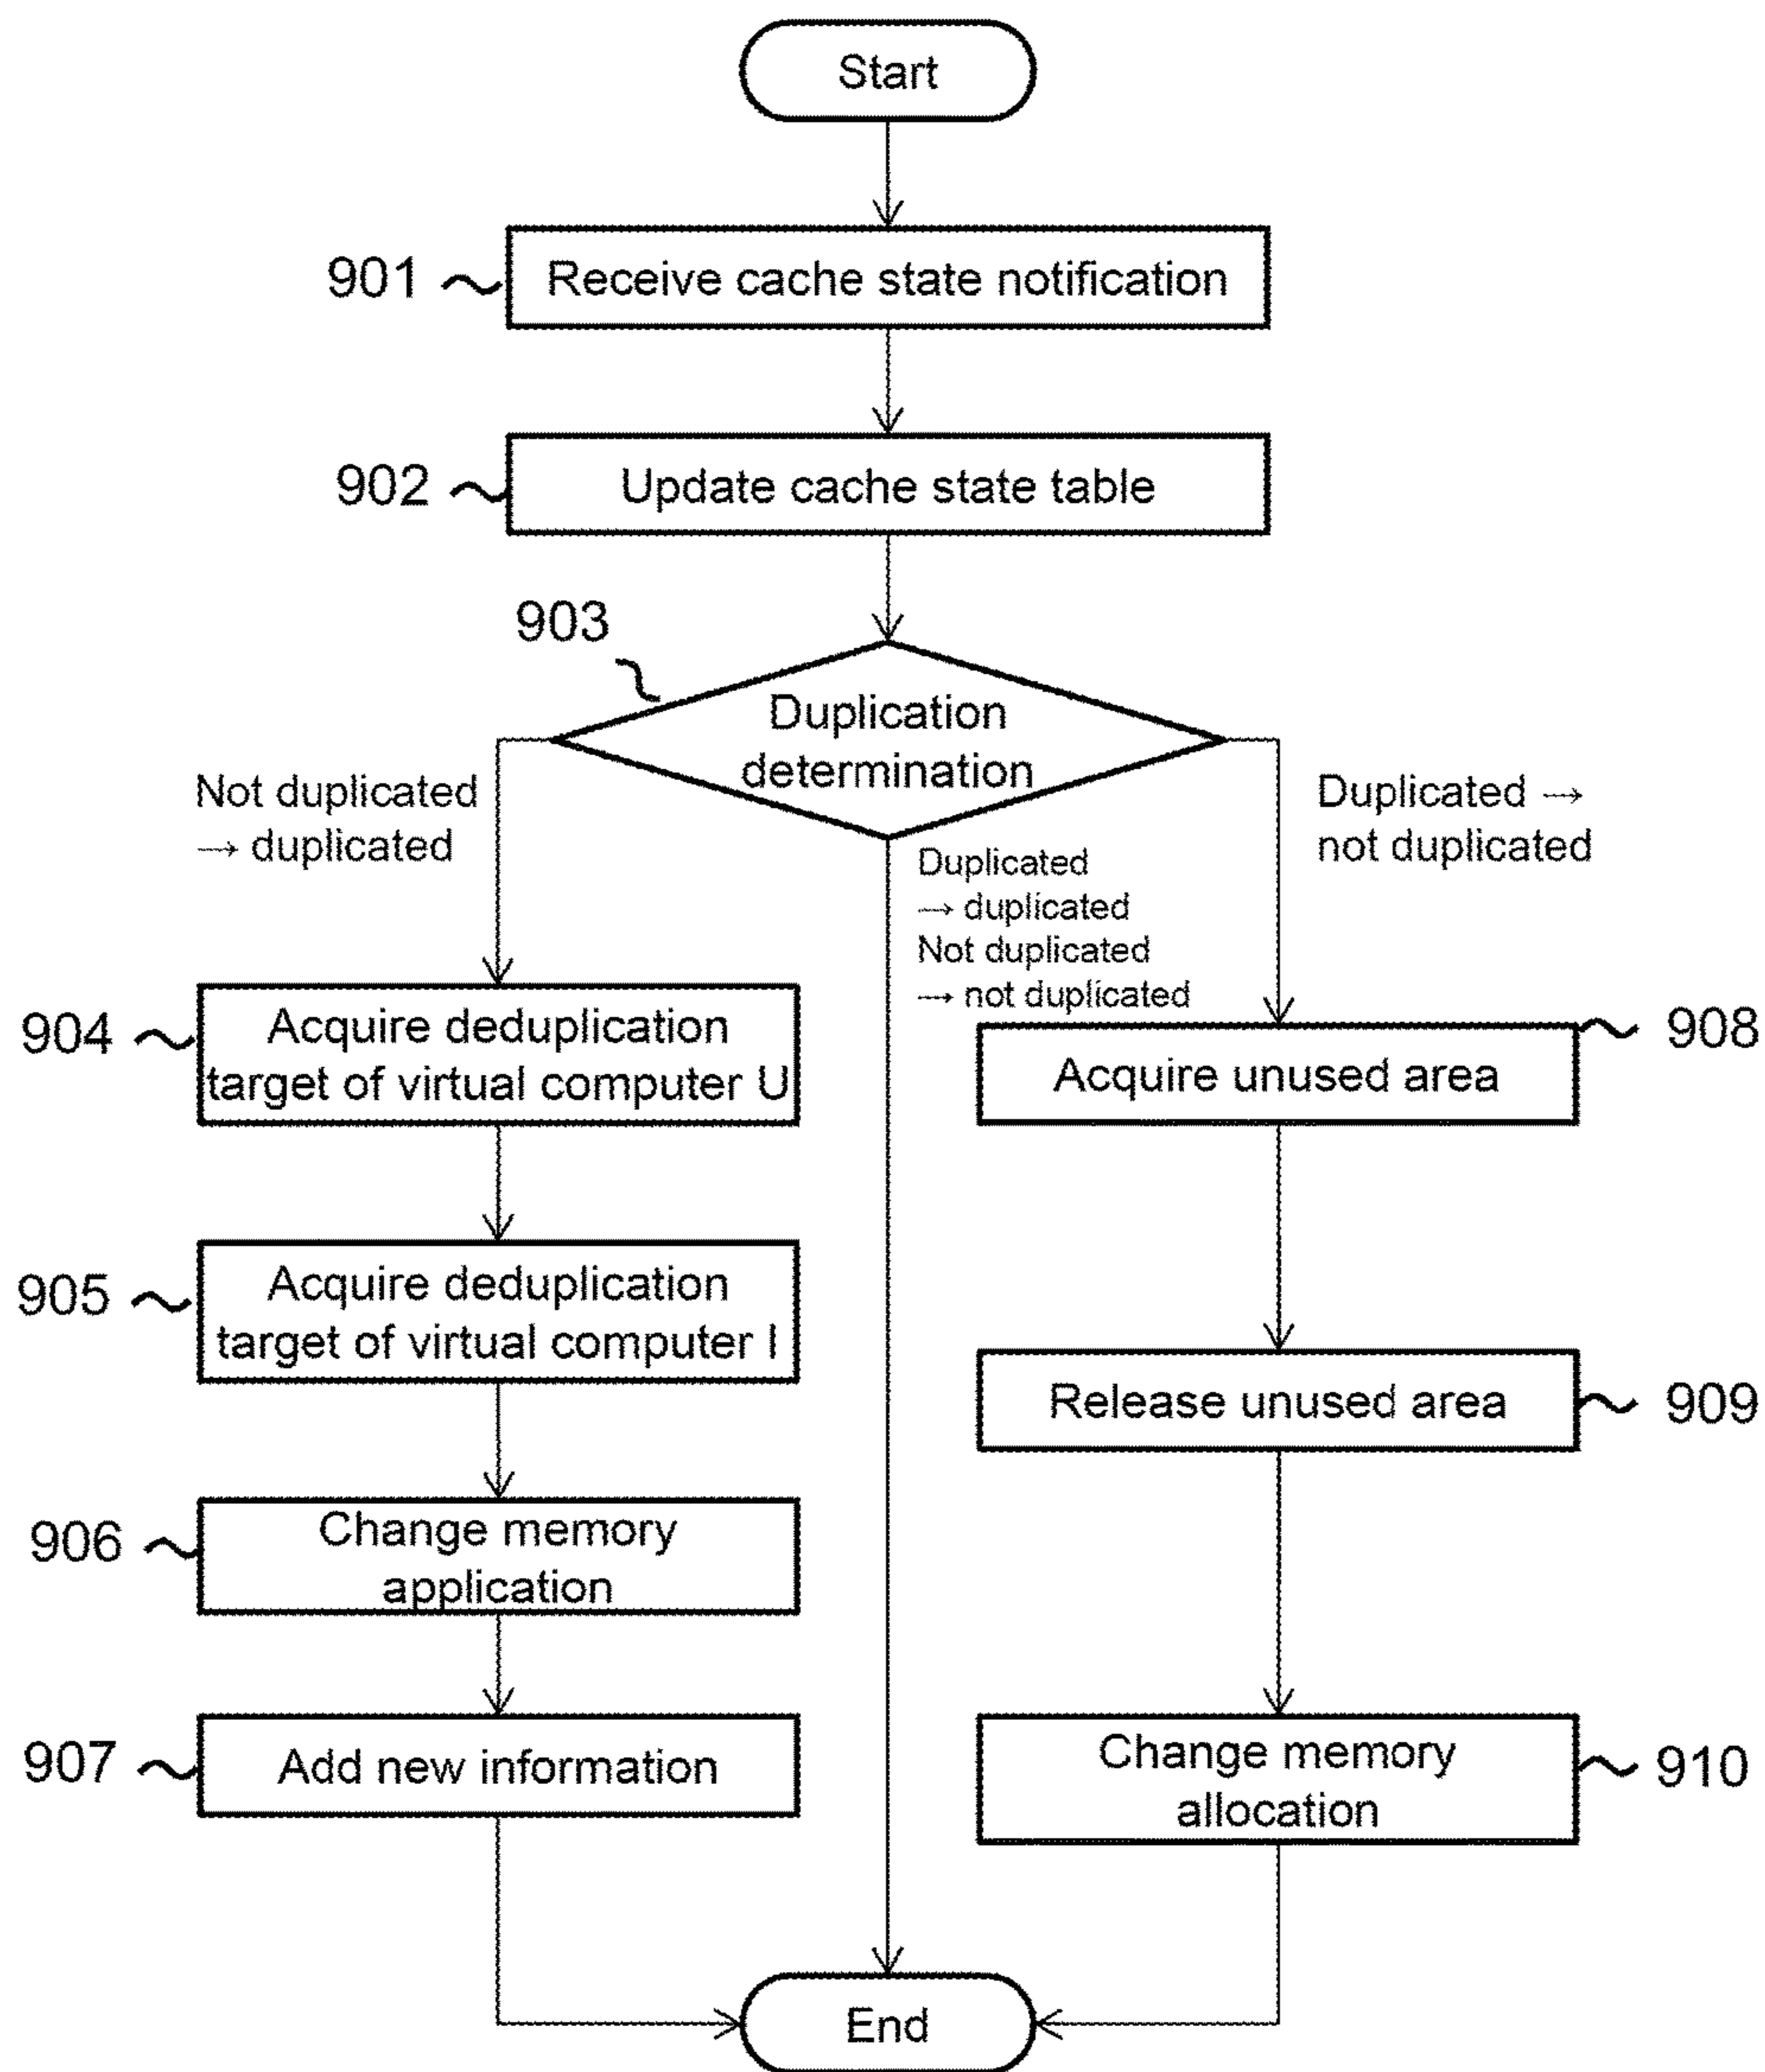 Start
901
Receive cache state notification
902
Update cache state table
903
Duplication
determination
Not duplicated
→ duplicated
Duplicated
→ duplicated
Not duplicated
→ not duplicated
Duplicated →
not duplicated
904
Acquire deduplication
target of virtual computer U
905
Acquire deduplication
target of virtual computer I
906
Change memory
application
907
Add new information
908
Acquire unused area
909
Release unused area
910
Change memory
allocation
End